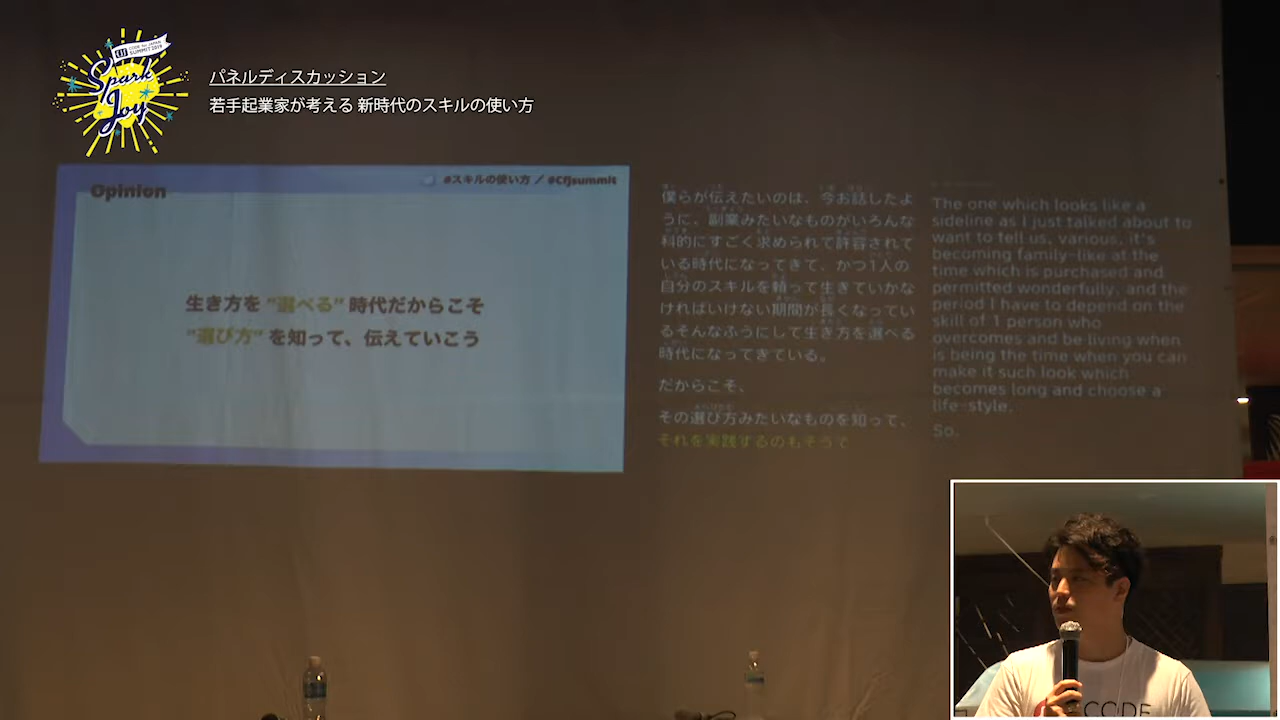 CODE for JAPAN
SUMMIT 2019
Spark
Joy
パネルディスカッション
若手起業家が考える 新時代のスキルの使い方
Opinion
#スキルの使い方 / #CfJsummit
生き方を "選べる" 時代だからこそ
"選び方" を知って、伝えていこう
僕らが伝えたいのは、今お話したよ
うに、副業みたいなものがいろんな
科的にすごく求められて許容されて
いる時代になってきて、かつ1人の
自分のスキルを頼って生きていかな
ければいけない期間が長くなってい
るそんなふうにして生き方を選べる
時代になってきている。
だからこそ、
その選び方みたいなものを知って、
それを実践するのもそうで
The one which looks like a
sideline as I just talked about to
want to tell us, various, it's
becoming family-like at the
time which is purchased and
permitted wonderfully, and the
period I have to depend on the
skill of 1 person who
overcomes and be living when
is being the time when you can
make it such look which
becomes long and choose a
life-style.
So.
CODE